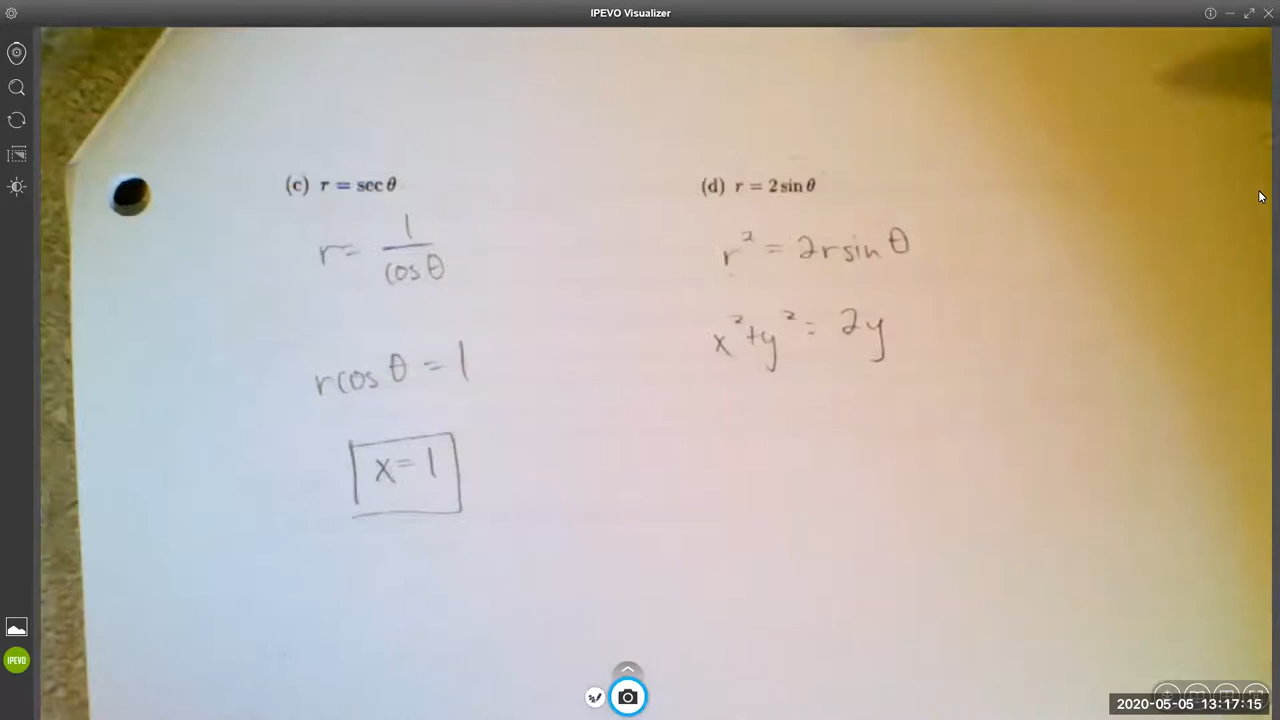 IPEVO Visualizer
(c) r = sec θ
r = 1/cos θ
r cos θ = 1
x = 1
(d) r = 2 sin θ
r² = 2r sin θ
x² + y² = 2y
IPEVO
2020-05-05 13:17:15